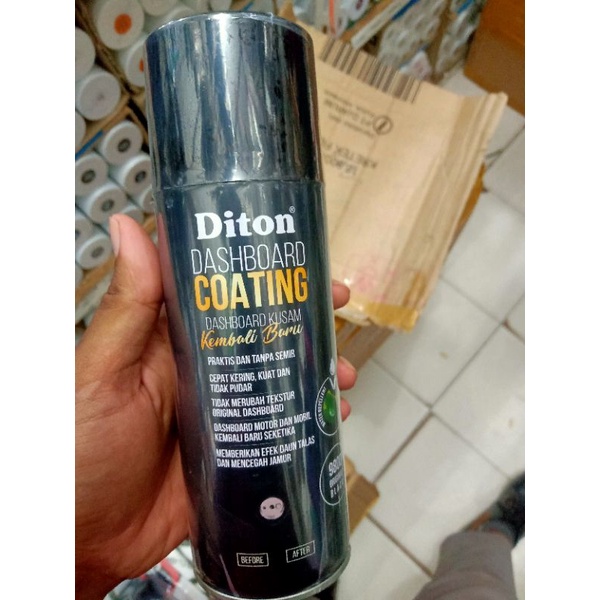 Diton®
DASHBOARD
COATING
DASHBOARD KUSAM
Kembali Baru
PRAKTIS DAN TANPA SEMIR
CEPAT KERING, KUAT DAN
TIDAK PUDAR
TIDAK MERUBAH TEKSTUR
ORIGINAL DASHBOARD
DASHBOARD MOTOR DAN MOBIL
KEMBALI BARU SEKETIKA
MEMBERIKAN EFEK DAUN TALAS
DAN MENCEGAH JAMUR
BEFORE
AFTER